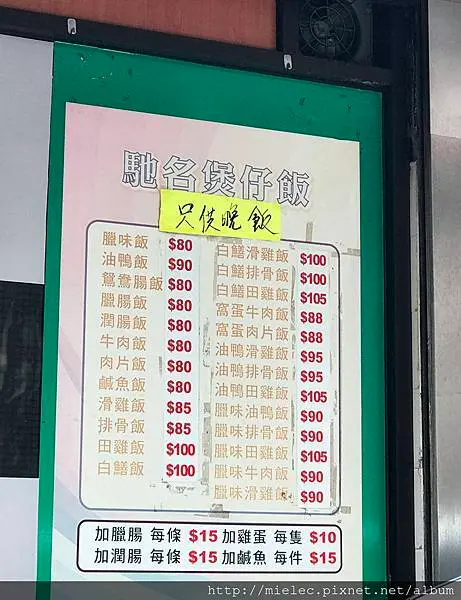 馳名煲仔飯
只供晚飯
臘味飯 $80
油鴨飯 $90
鴛鴦腸飯 $80
臘腸飯 $80
潤腸飯 $80
牛肉飯 $80
肉片飯 $80
鹹魚飯 $80
滑雞飯 $85
排骨飯 $85
田雞飯 $100
白鱔飯 $100
白鱔滑雞飯 $100
白鱔排骨飯 $100
白鱔田雞飯 $105
窩蛋牛肉飯 $88
窩蛋肉片飯 $88
油鴨滑雞飯 $95
油鴨排骨飯 $95
油鴨田雞飯 $105
臘味油鴨飯 $90
臘味排骨飯 $90
臘味田雞飯 $105
臘味牛肉飯 $90
臘味滑雞飯 $90
加臘腸 每條 $15 加雞蛋 每隻 $10
加潤腸 每條 $15 加鹹魚 每件 $15
http://mielec.pixnet.net/album